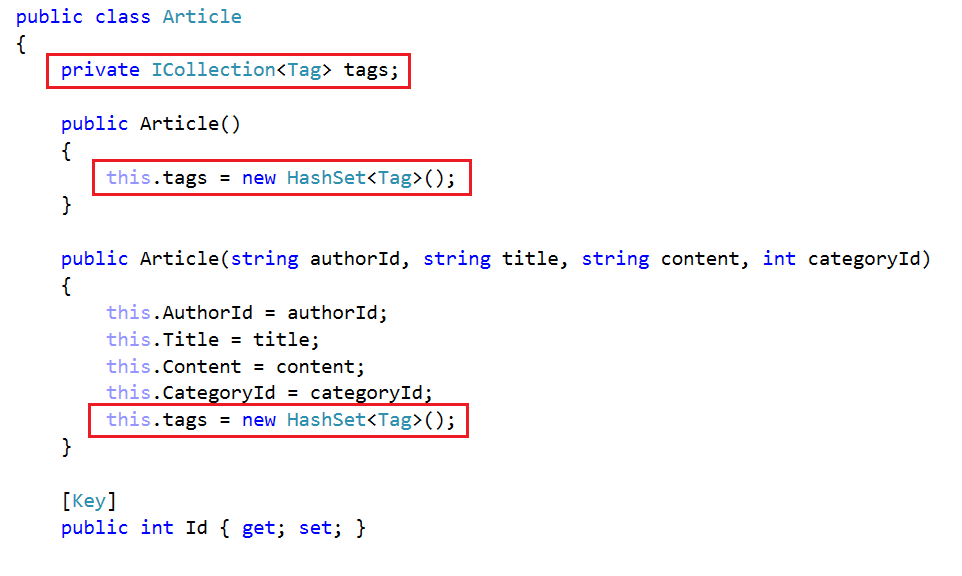 public class Article
{
    private ICollection<Tag> tags;

    public Article()
    {
        this.tags = new HashSet<Tag>();
    }

    public Article(string authorId, string title, string content, int categoryId)
    {
        this.AuthorId = authorId;
        this.Title = title;
        this.Content = content;
        this.CategoryId = categoryId;
        this.tags = new HashSet<Tag>();
    }

    [Key]
    public int Id { get; set; }